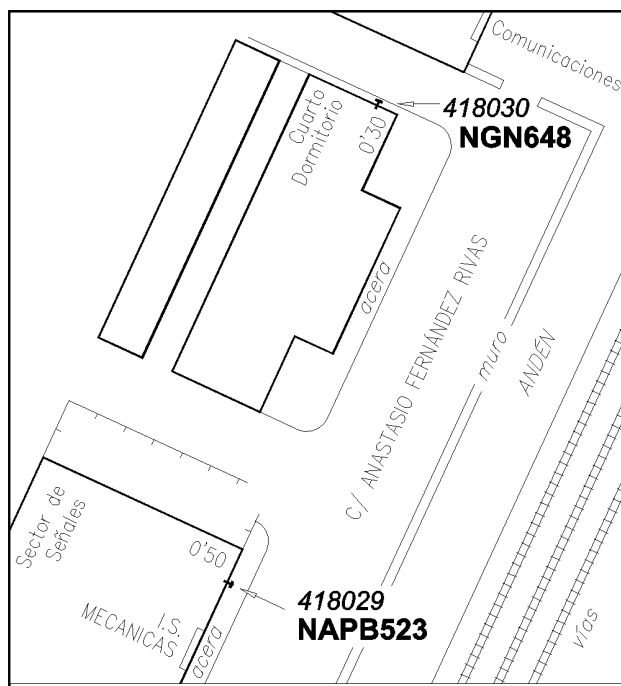 Comunicaciones
418030
NGN648
Cuarto
Dormitorio
0'30
acera
C/ ANASTASIO FERNÁNDEZ RIVAS
muro
ANDÉN
Sector de
Señales
0'50
I.S.
MECANICAS
acera
418029
NAPB523
vías